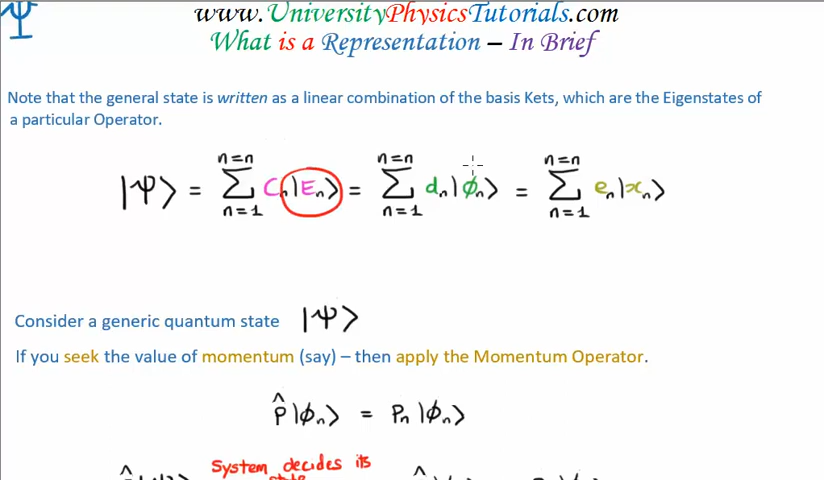 www.UniversityPhysicsTutorials.com
What is a Representation – In Brief
Note that the general state is written as a linear combination of the basis Kets, which are the Eigenstates of
a particular Operator.
|Ψ> = ∑ₙ₌₁ⁿ⁼ⁿ Cₙ|Eₙ> = ∑ₙ₌₁ⁿ⁼ⁿ dₙ|ϕₙ> = ∑ₙ₌₁ⁿ⁼ⁿ eₙ|xₙ>
Consider a generic quantum state |Ψ>
If you seek the value of momentum (say) – then apply the Momentum Operator.
P̂|ϕₙ> = Pₙ|ϕₙ>
System decides its